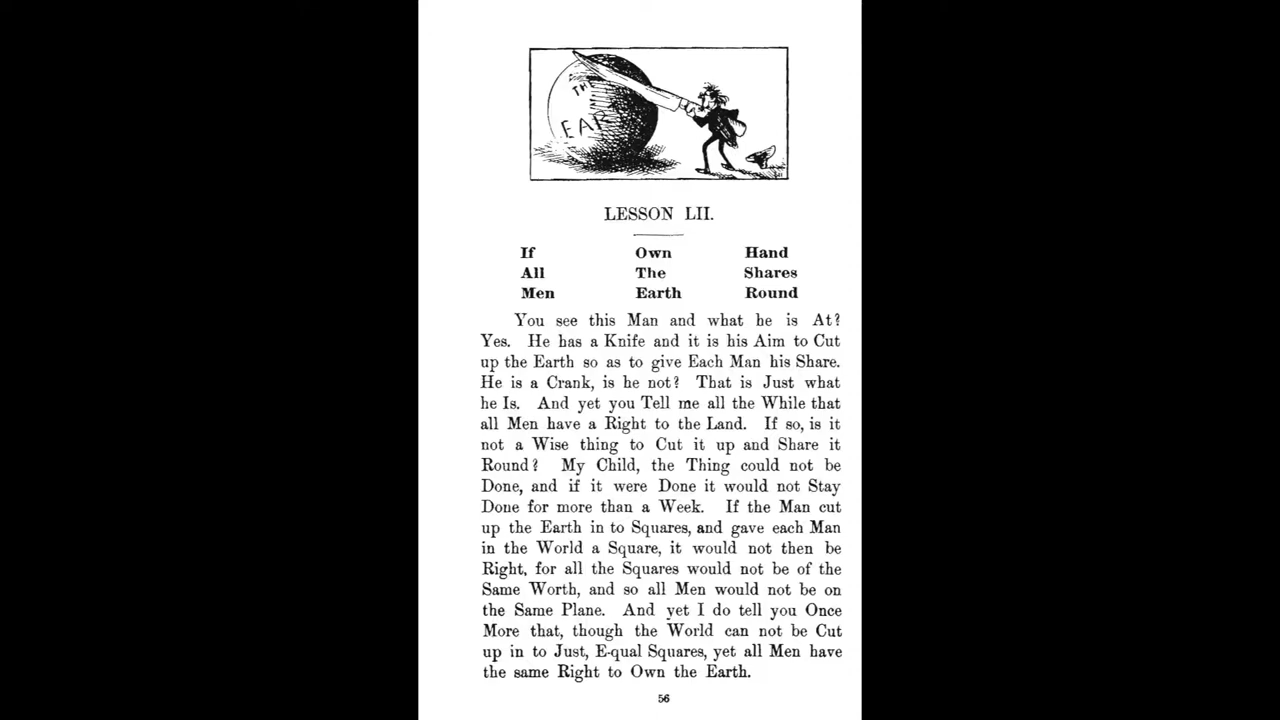 THE
EAR
LESSON LII.
If Own Hand
All The Shares
Men Earth Round
You see this Man and what he is At?
Yes. He has a Knife and it is his Aim to Cut
up the Earth so as to give Each Man his Share.
He is a Crank, is he not? That is Just what
he Is. And yet you Tell me all the While that
all Men have a Right to the Land. If so, is it
not a Wise thing to Cut it up and Share it
Round? My Child, the Thing could not be
Done, and if it were Done it would not Stay
Done for more than a Week. If the Man cut
up the Earth in to Squares, and gave each Man
in the World a Square, it would not then be
Right, for all the Squares would not be of the
Same Worth, and so all Men would not be on
the Same Plane. And yet I do tell you Once
More that, though the World can not be Cut
up in to Just, E-qual Squares, yet all Men have
the same Right to Own the Earth.
56